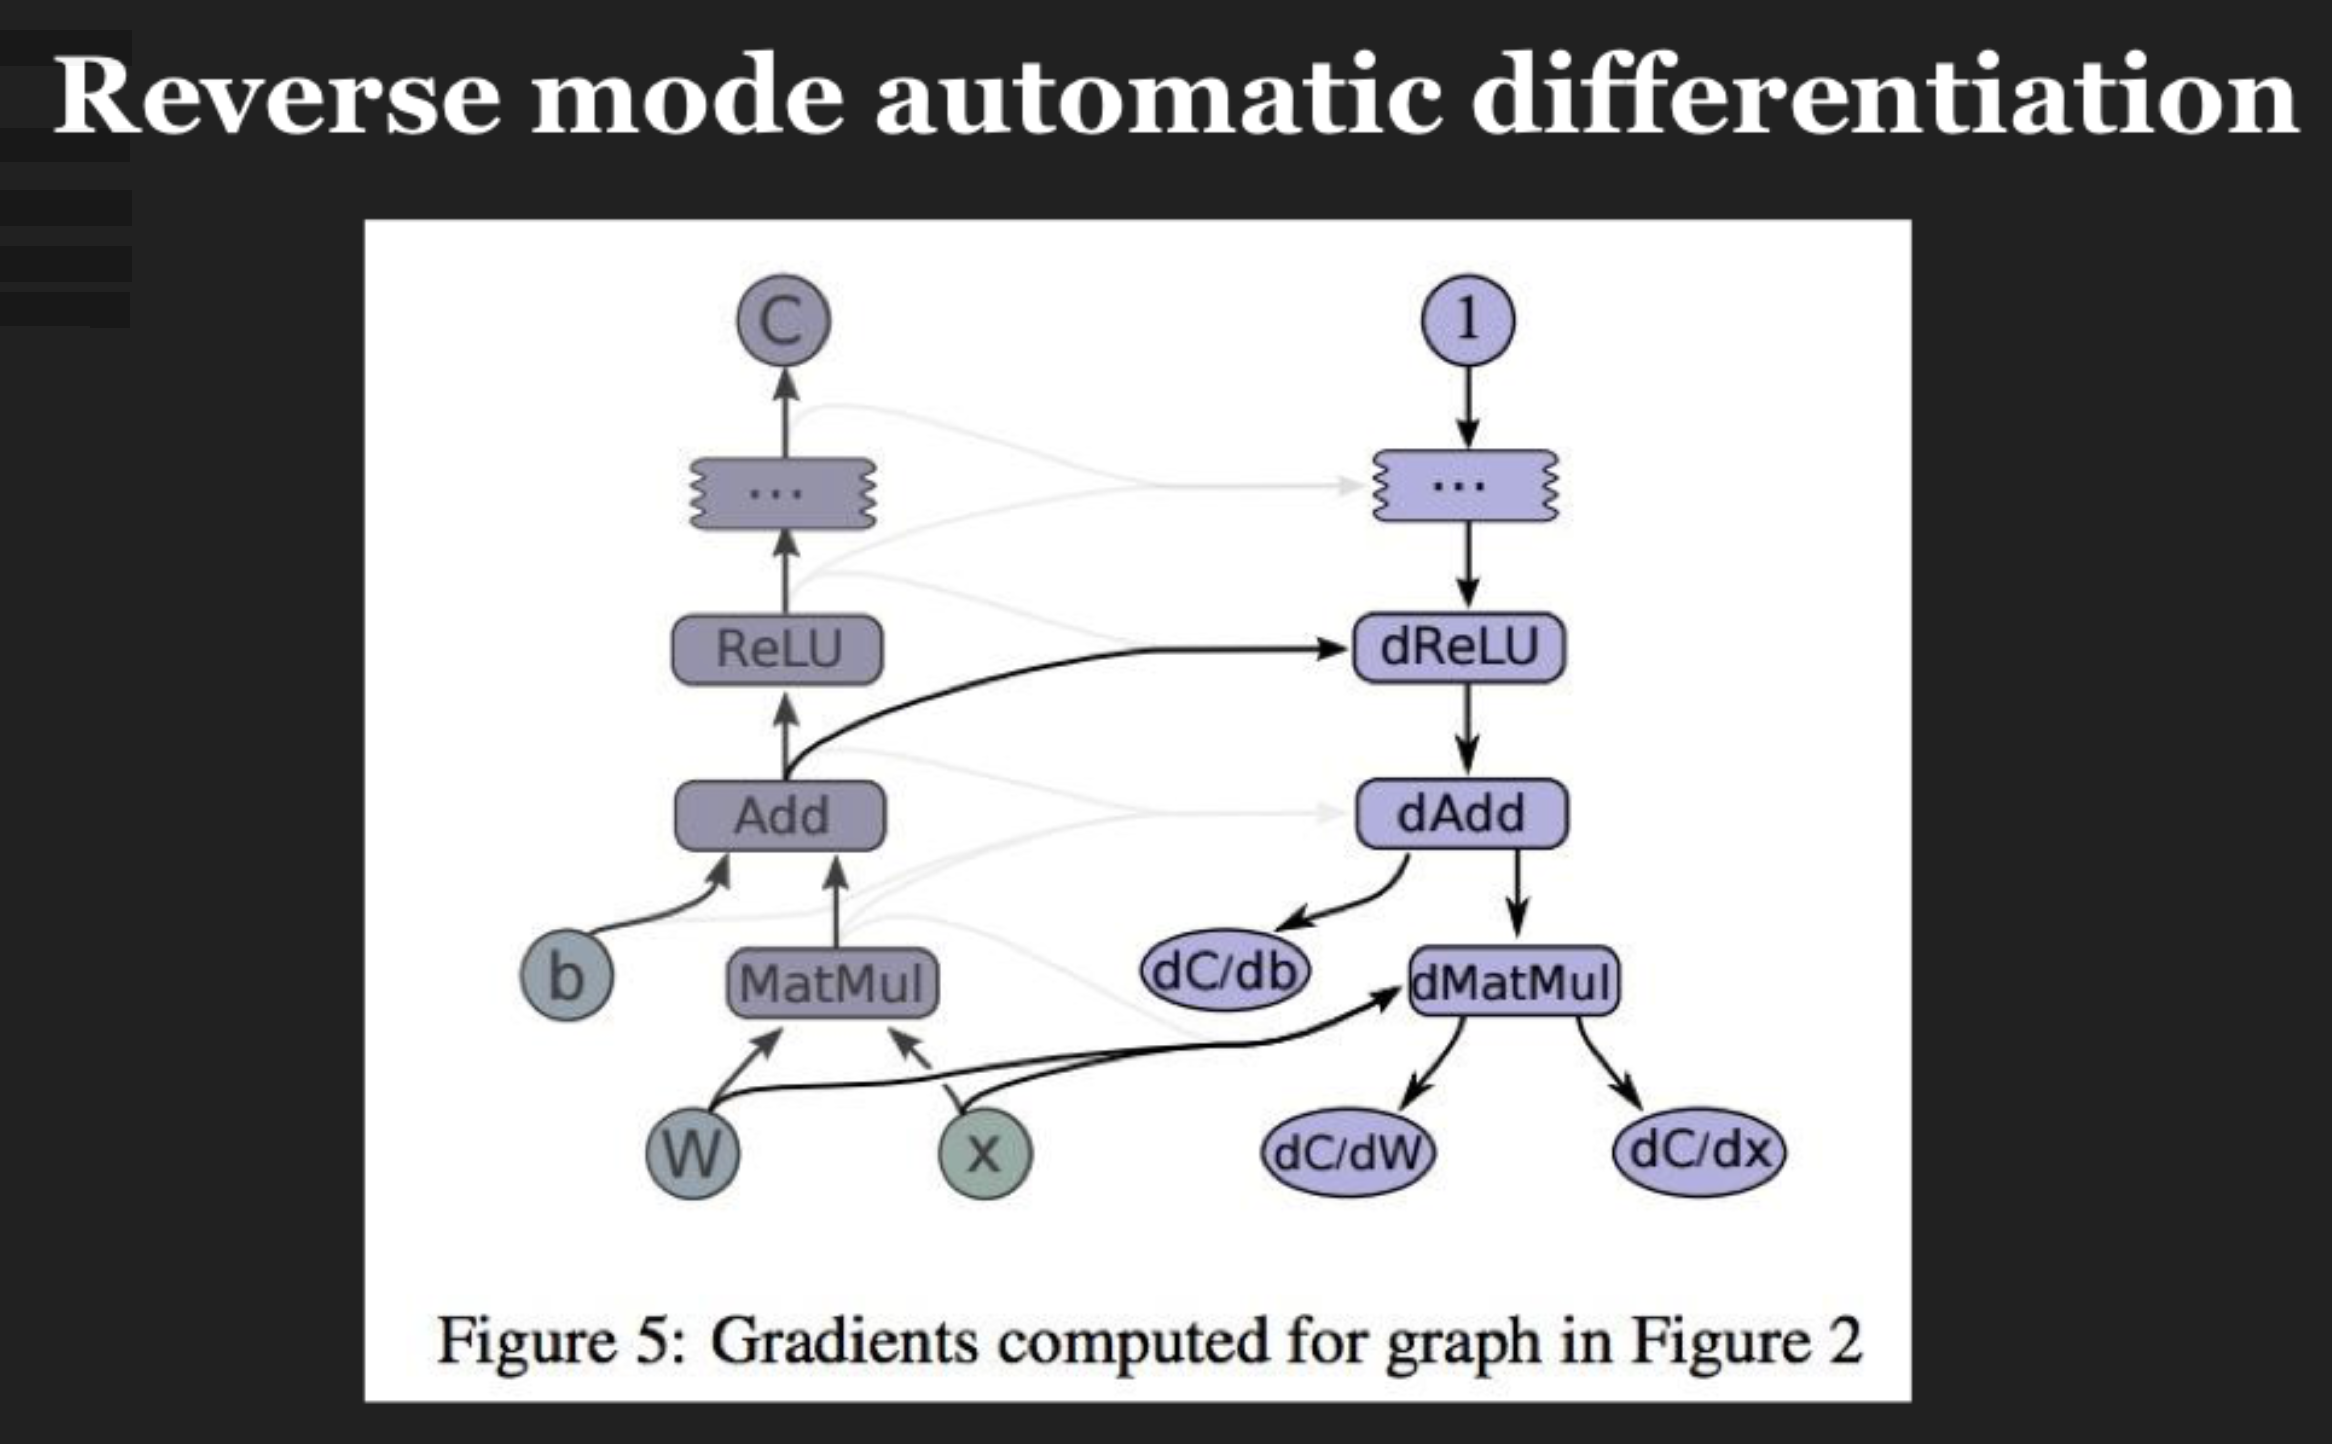 Reverse mode automatic differentiation
C
1
...
...
ReLU
dReLU
Add
dAdd
b
MatMul
dC/db
dMatMul
W
x
dC/dW
dC/dx
Figure 5: Gradients computed for graph in Figure 2